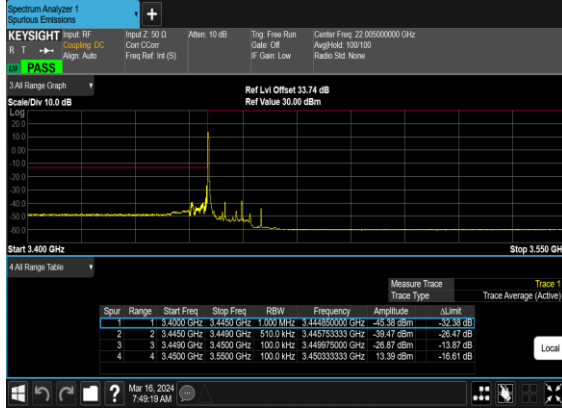 Spectrum Analyzer 1
Spurious Emissions
+
KEYSIGHT Input: RF Input Z: 50 Ω Atten: 10 dB Trig: Free Run Center Freq: 22.005000000 GHz
R T Coupling: DC Corr CCorr Gate: Off Avg|Hold: 100/100
Align: Auto Freq Ref: Int (S) IF Gain: Low Radio Std: None
PASS
3 All Range Graph Ref Lvl Offset 33.74 dB
Scale/Div 10.0 dB Ref Value 30.00 dBm
Log
20.0
10.0
0.00
-10.0
-20.0
-30.0
-40.0
-50.0
-60.0
Start 3.400 GHz Stop 3.550 GH
4 All Range Table
Measure Trace Trace 1
Trace Type Trace Average (Active)
Spur Range Start Freq Stop Freq RBW Frequency Amplitude ΔLimit
1 1 3.4000 GHz 3.4450 GHz 1.000 MHz 3.444850000 GHz -45.38 dBm -32.38 dB
2 2 3.4450 GHz 3.4490 GHz 510.0 kHz 3.445753333 GHz -39.47 dBm -26.47 dB
3 3 3.4490 GHz 3.4500 GHz 100.0 kHz 3.449975000 GHz -26.87 dBm -13.87 dB
4 4 3.4500 GHz 3.5500 GHz 100.0 kHz 3.450333333 GHz 13.39 dBm -16.61 dB
Local
? Mar 16, 2024
7:49:19 AM